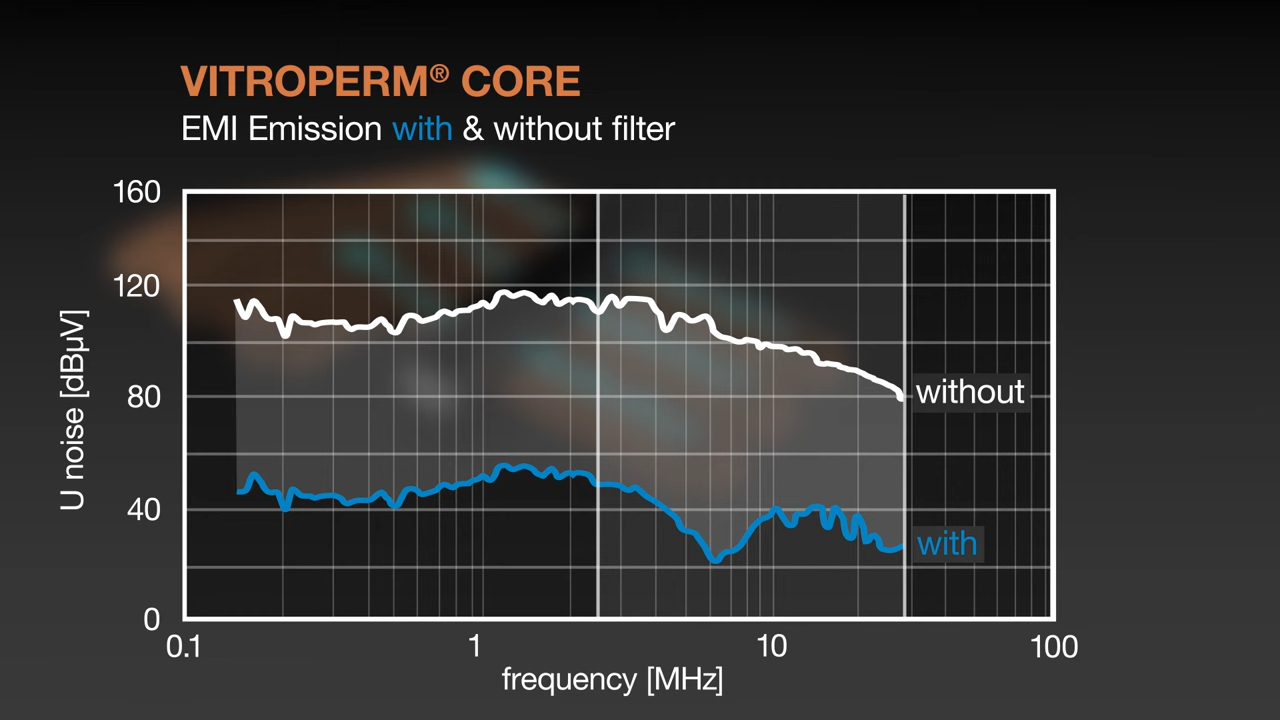 VITROPERM® CORE
EMI Emission with & without filter
160
120
80
40
0
U noise [dBµV]
without
with
0.1 1 10 100
frequency [MHz]